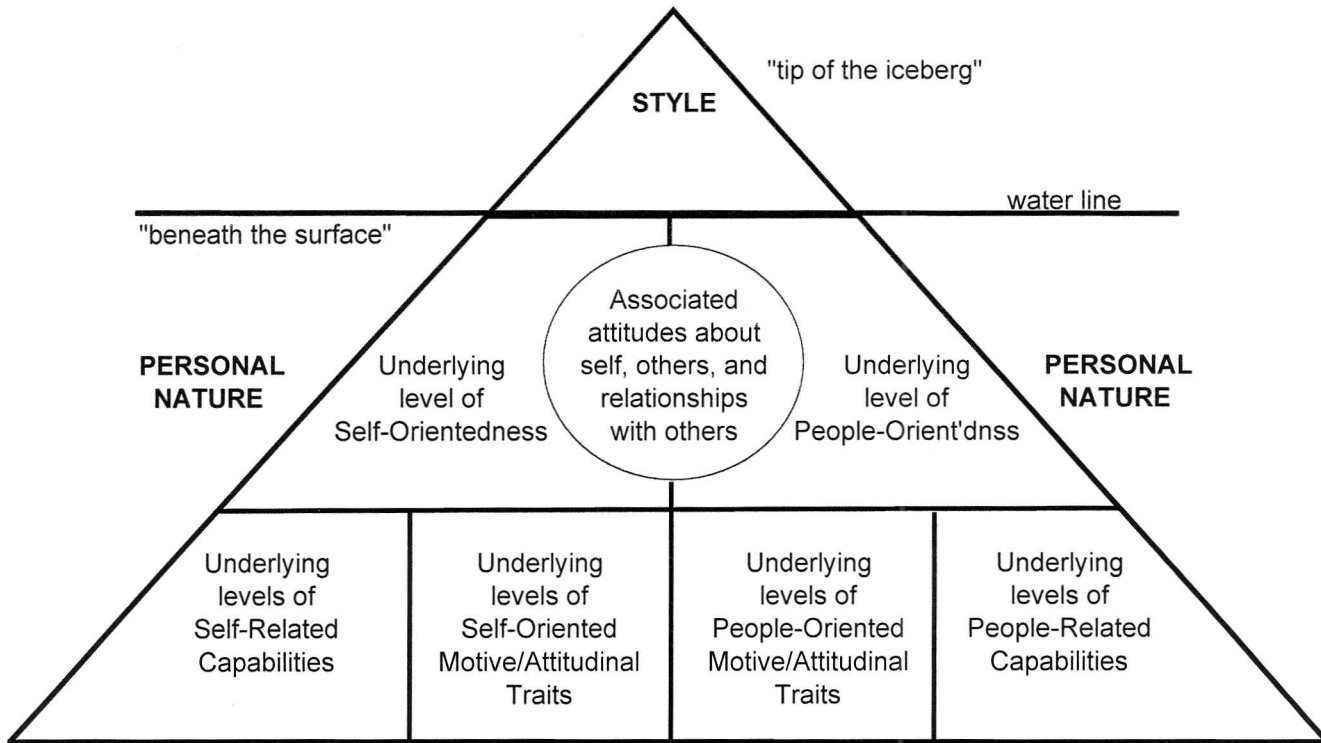 "tip of the iceberg"
STYLE
water line
"beneath the surface"
Associated
attitudes about
self, others, and
relationships
with others
PERSONAL
NATURE
Underlying
level of
Self-Orientedness
Underlying
level of
People-Orient'dnss
PERSONAL
NATURE
Underlying
levels of
Self-Related
Capabilities
Underlying
levels of
Self-Oriented
Motive/Attitudinal
Traits
Underlying
levels of
People-Oriented
Motive/Attitudinal
Traits
Underlying
levels of
People-Related
Capabilities